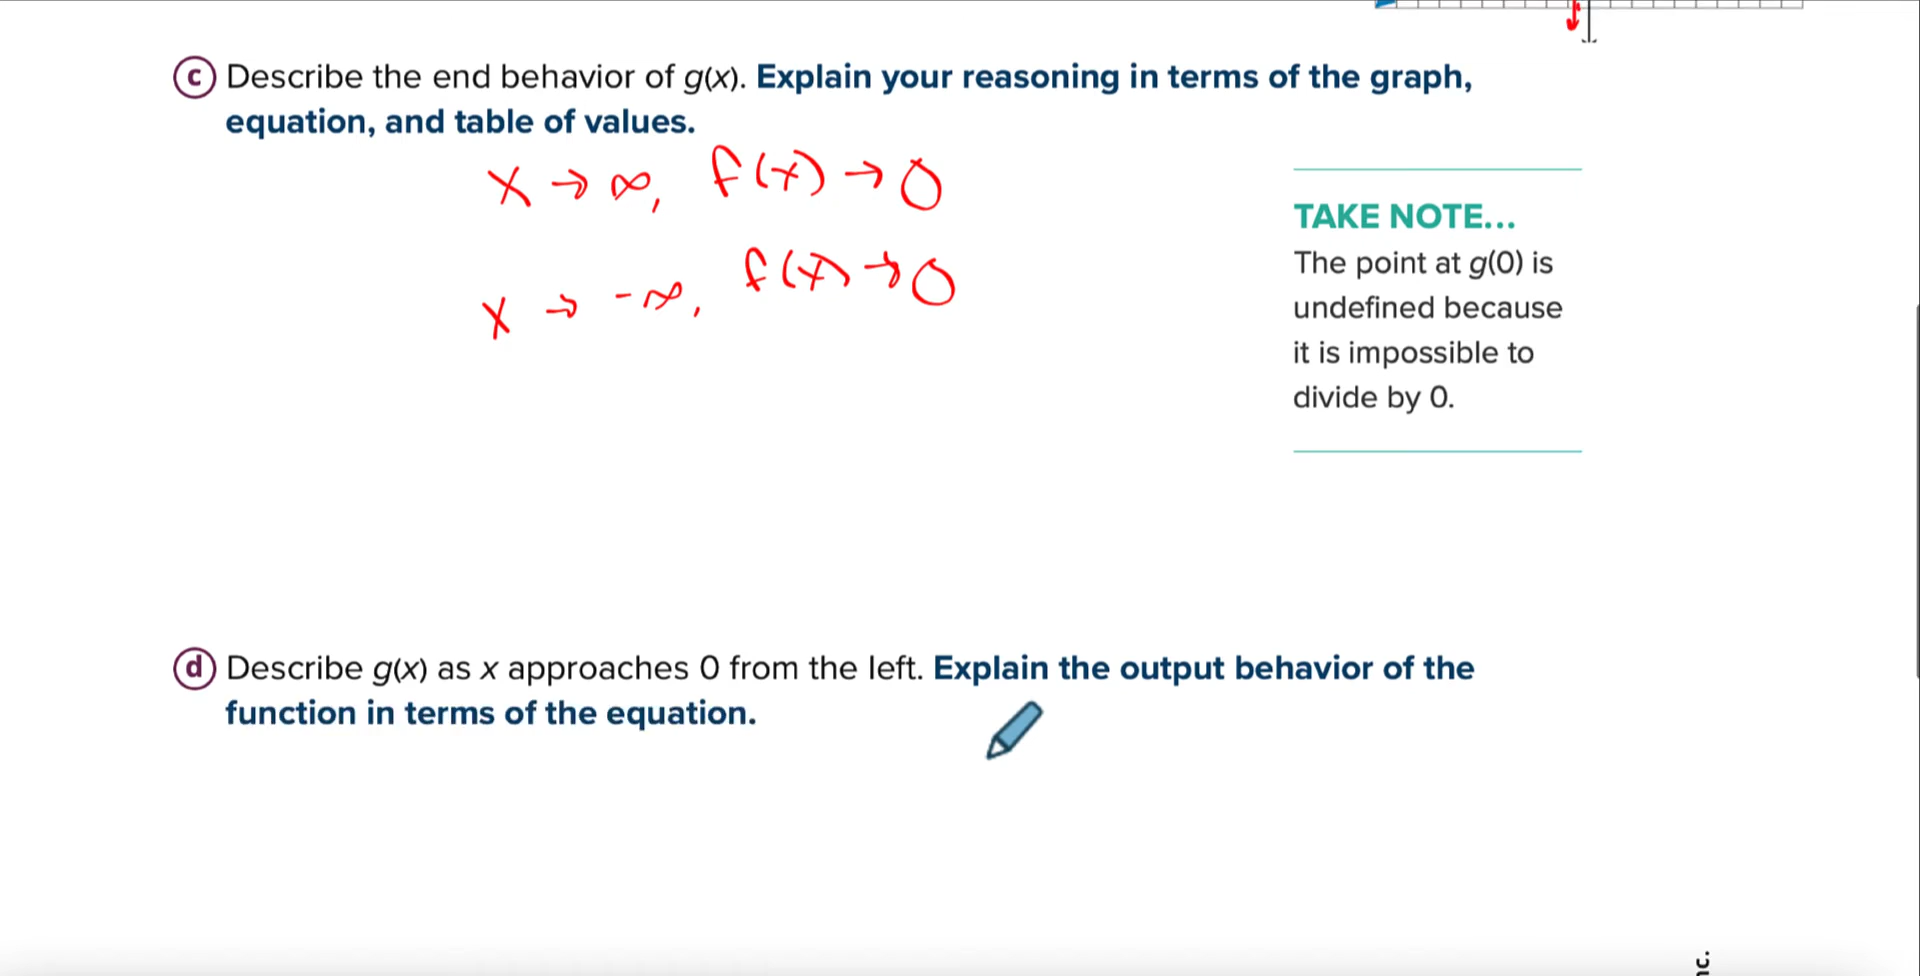 c Describe the end behavior of g(x). Explain your reasoning in terms of the graph,
equation, and table of values.
x → ∞, f(x) → 0
x → -∞, f(x) → 0
TAKE NOTE...
The point at g(0) is
undefined because
it is impossible to
divide by 0.
d Describe g(x) as x approaches 0 from the left. Explain the output behavior of the
function in terms of the equation.